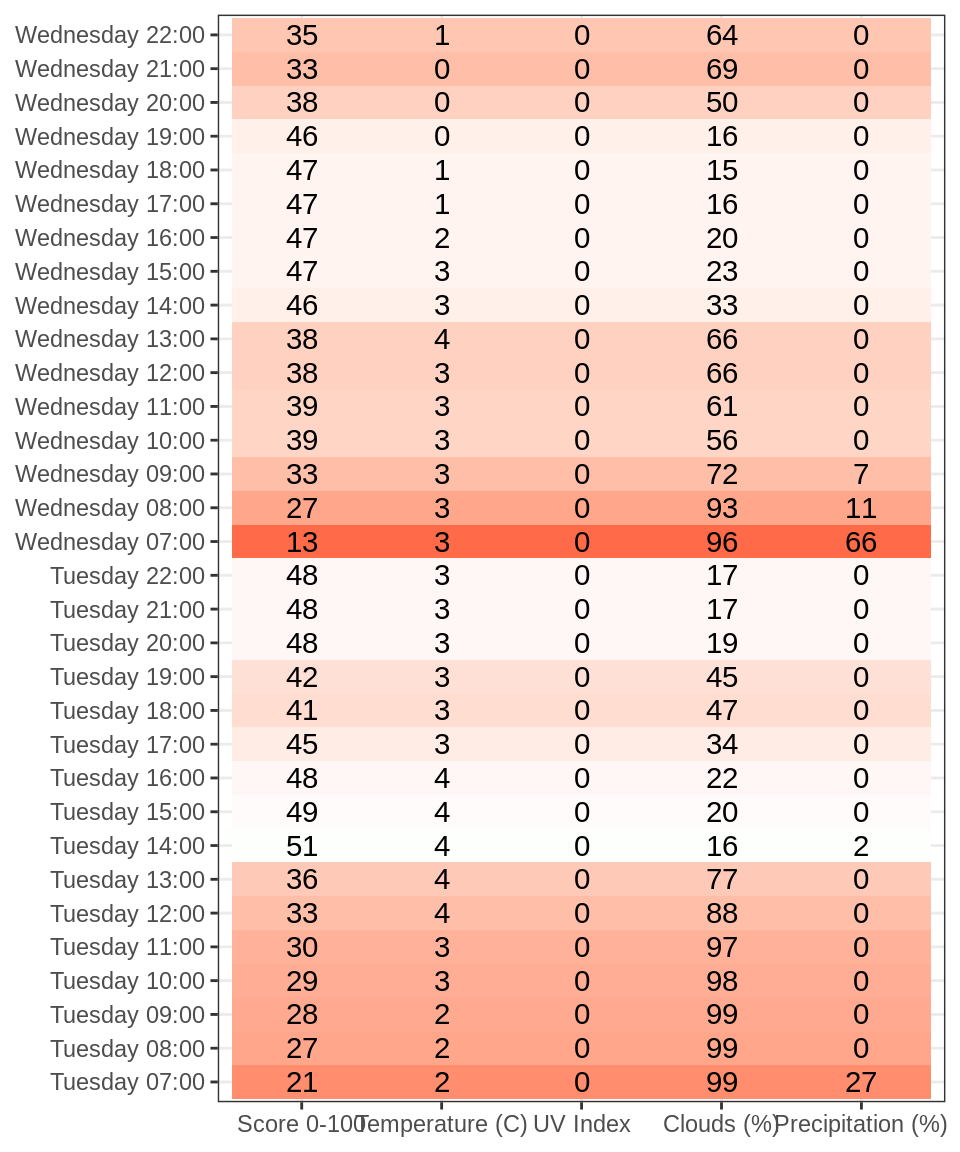 Wednesday 22:00 35 1 0 64 0
Wednesday 21:00 33 0 0 69 0
Wednesday 20:00 38 0 0 50 0
Wednesday 19:00 46 0 0 16 0
Wednesday 18:00 47 1 0 15 0
Wednesday 17:00 47 1 0 16 0
Wednesday 16:00 47 2 0 20 0
Wednesday 15:00 47 3 0 23 0
Wednesday 14:00 46 3 0 33 0
Wednesday 13:00 38 4 0 66 0
Wednesday 12:00 38 3 0 66 0
Wednesday 11:00 39 3 0 61 0
Wednesday 10:00 39 3 0 56 0
Wednesday 09:00 33 3 0 72 7
Wednesday 08:00 27 3 0 93 11
Wednesday 07:00 13 3 0 96 66
Tuesday 22:00 48 3 0 17 0
Tuesday 21:00 48 3 0 17 0
Tuesday 20:00 48 3 0 19 0
Tuesday 19:00 42 3 0 45 0
Tuesday 18:00 41 3 0 47 0
Tuesday 17:00 45 3 0 34 0
Tuesday 16:00 48 4 0 22 0
Tuesday 15:00 49 4 0 20 0
Tuesday 14:00 51 4 0 16 2
Tuesday 13:00 36 4 0 77 0
Tuesday 12:00 33 4 0 88 0
Tuesday 11:00 30 3 0 97 0
Tuesday 10:00 29 3 0 98 0
Tuesday 09:00 28 2 0 99 0
Tuesday 08:00 27 2 0 99 0
Tuesday 07:00 21 2 0 99 27
Score 0-100 Temperature (C) UV Index Clouds (%) Precipitation (%)